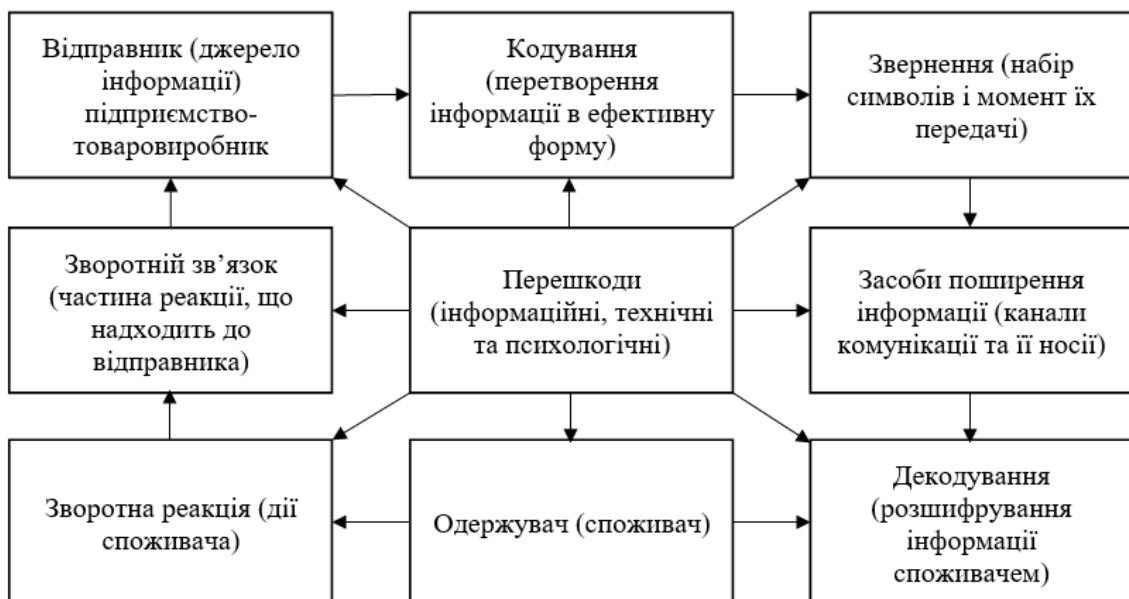 Відправник (джерело
інформації)
підприємство-
товаровиробник
Кодування
(перетворення
інформації в ефективну
форму)
Звернення (набір
символів і момент їх
передачі)
Зворотній зв’язок
(частина реакції, що
надходить до
відправника)
Перешкоди
(інформаційні, технічні
та психологічні)
Засоби поширення
інформації (канали
комунікації та її носії)
Зворотна реакція (дії
споживача)
Одержувач (споживач)
Декодування
(розшифрування
інформації
споживачем)